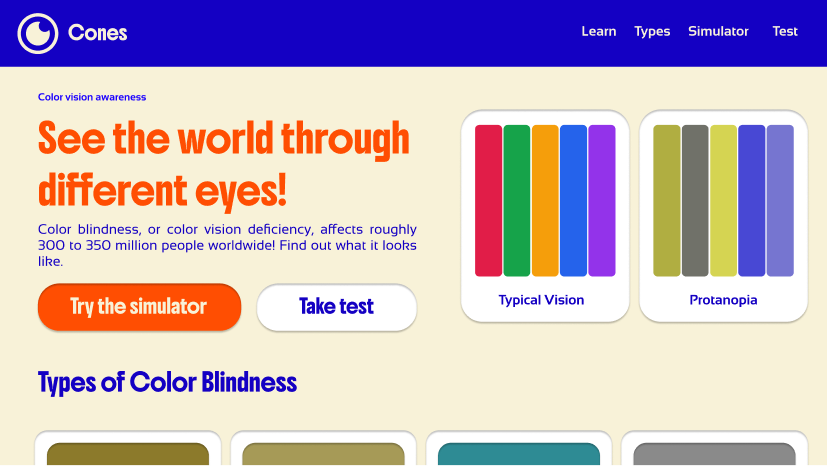 Cones
Learn Types Simulator Test
Color vision awareness
See the world through
different eyes!
Color blindness, or color vision deficiency, affects roughly
300 to 350 million people worldwide! Find out what it looks
like.
Try the simulator
Take test
Typical Vision
Protanopia
Types of Color Blindness